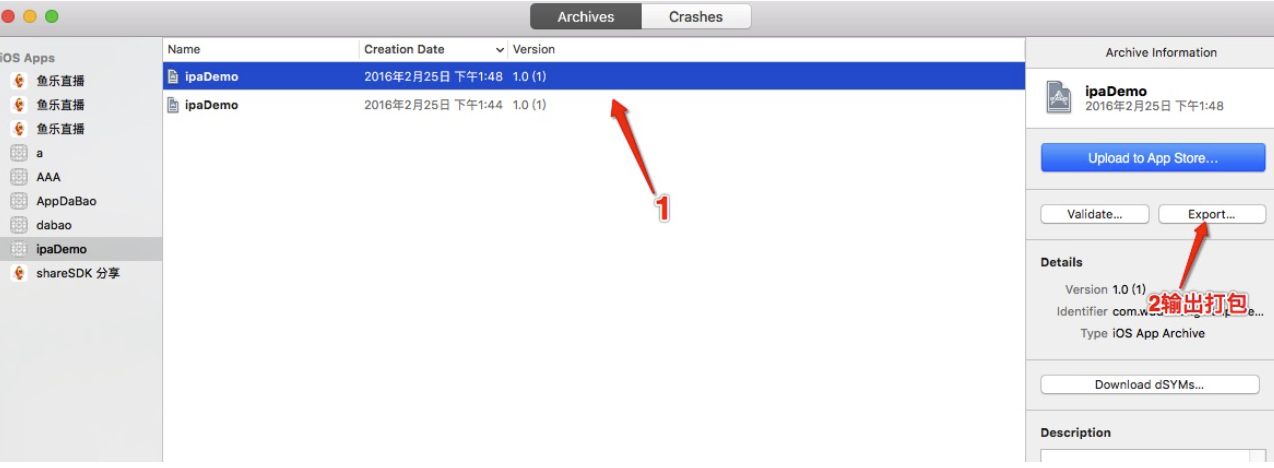 Archives Crashes
iOS Apps
鱼乐直播
鱼乐直播
鱼乐直播
a
AAA
AppDaBao
dabao
ipaDemo
shareSDK 分享
Name Creation Date Version
ipaDemo 2016年2月25日 下午1:48 1.0 (1)
ipaDemo 2016年2月25日 下午1:44 1.0 (1)
1
Archive Information
ipaDemo
2016年2月25日 下午1:48
Upload to App Store...
Validate... Export...
2输出打包
Details
Version 1.0 (1)
Identifier
Type iOS App Archive
Download dSYMs...
Description